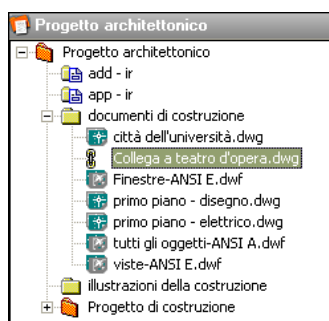 Progetto architettonico
Progetto architettonico
add - ir
app - ir
documenti di costruzione
città dell'università.dwg
Collega a teatro d'opera.dwg
Finestre-ANSI E.dwf
primo piano - disegno.dwg
primo piano - elettrico.dwg
tutti gli oggetti-ANSI A.dwf
viste-ANSI E.dwf
illustrazioni della costruzione
Progetto di costruzione